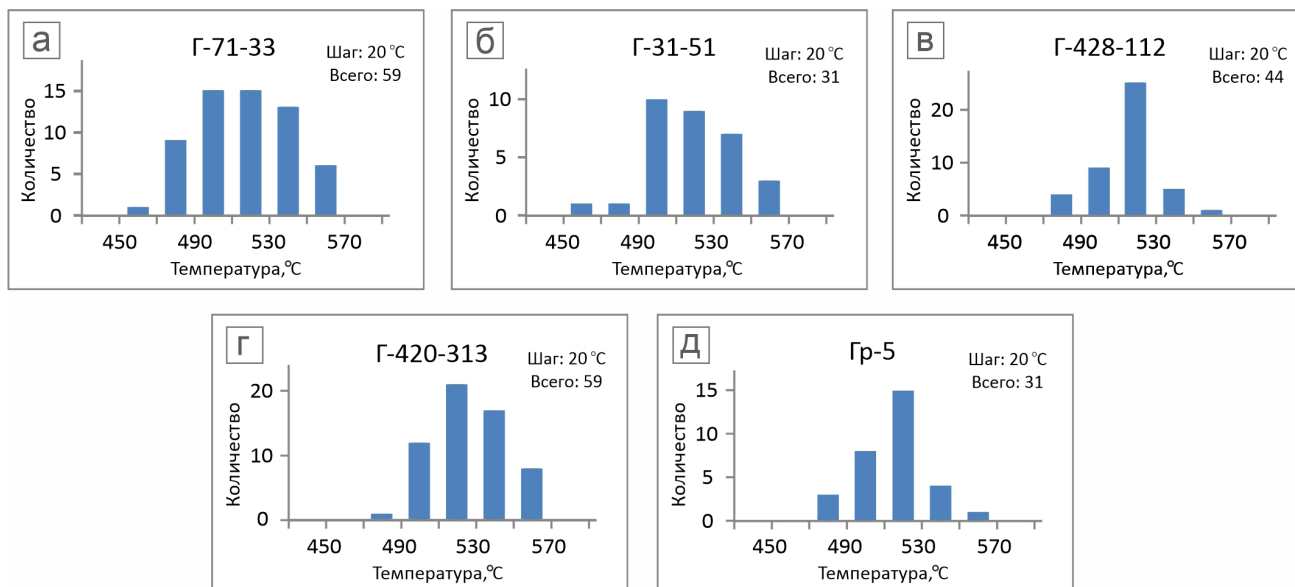 а
Г-71-33
Шаг: 20 °С
Всего: 59
Количество
15
10
5
0
450 490 530 570
Температура,°С
б
Г-31-51
Шаг: 20 °С
Всего: 31
Количество
10
5
0
450 490 530 570
Температура,°С
в
Г-428-112
Шаг: 20 °С
Всего: 44
Количество
20
10
0
450 490 530 570
Температура,°С
г
Г-420-313
Шаг: 20 °С
Всего: 59
Количество
20
10
0
450 490 530 570
Температура,°С
д
Гр-5
Шаг: 20 °С
Всего: 31
Количество
15
10
5
0
450 490 530 570
Температура,°С